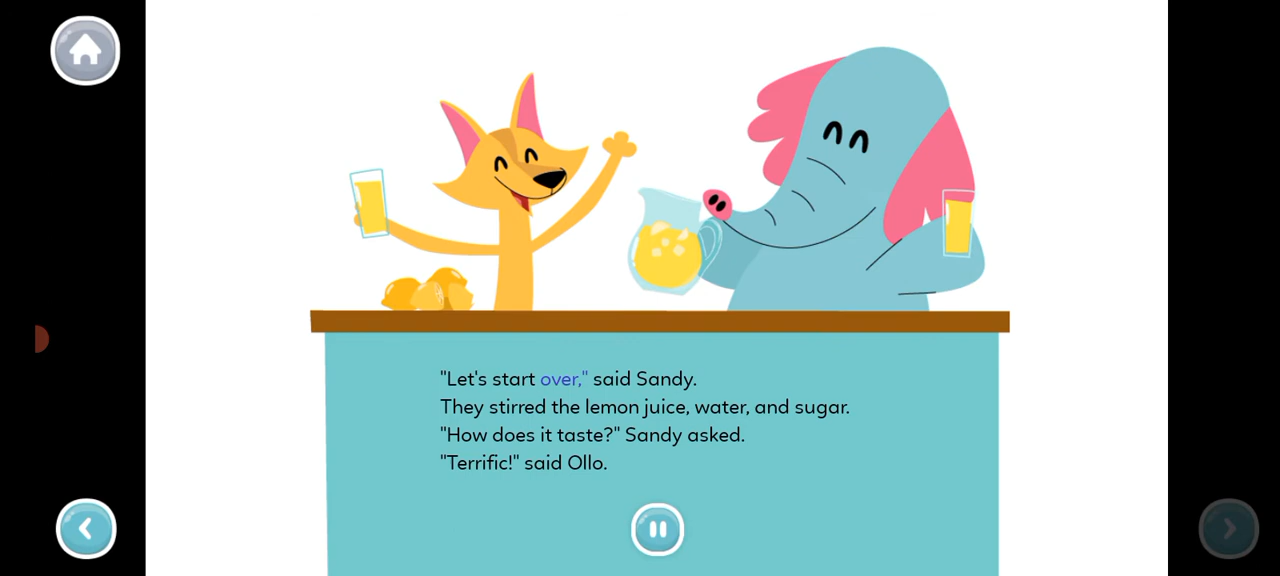 "Let's start over," said Sandy.
They stirred the lemon juice, water, and sugar.
"How does it taste?" Sandy asked.
"Terrific!" said Ollo.